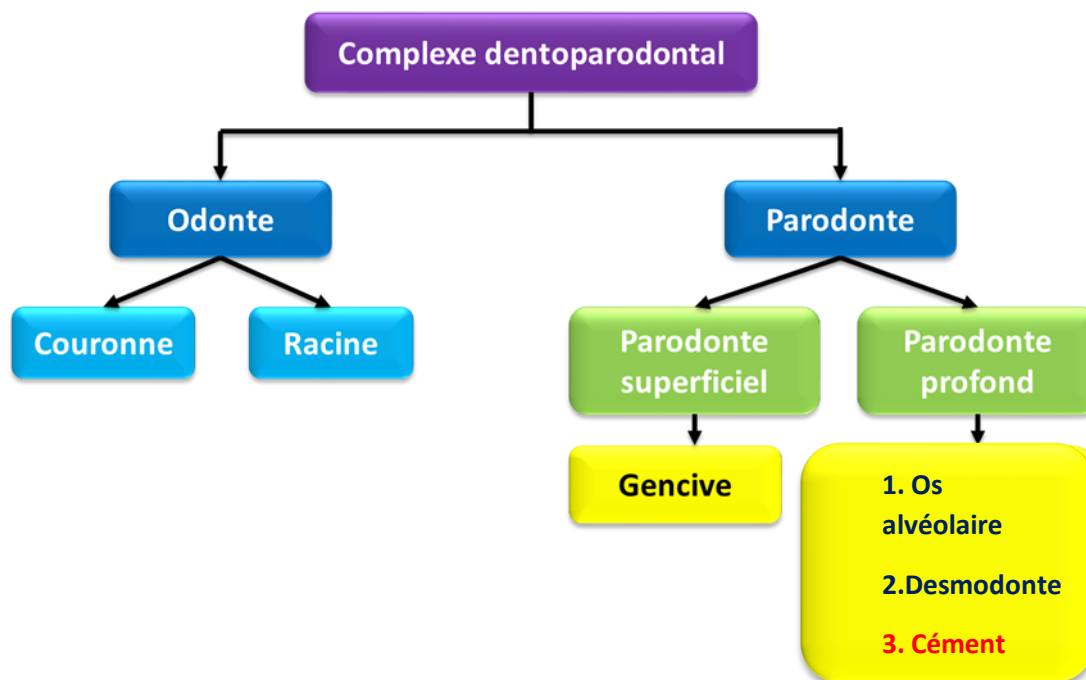 Complexe dentoparodontal
Odonte
Parodonte
Couronne
Racine
Parodonte
superficiel
Parodonte
profond
Gencive
1. Os
alvéolaire
2.Desmodonte
3. Cément